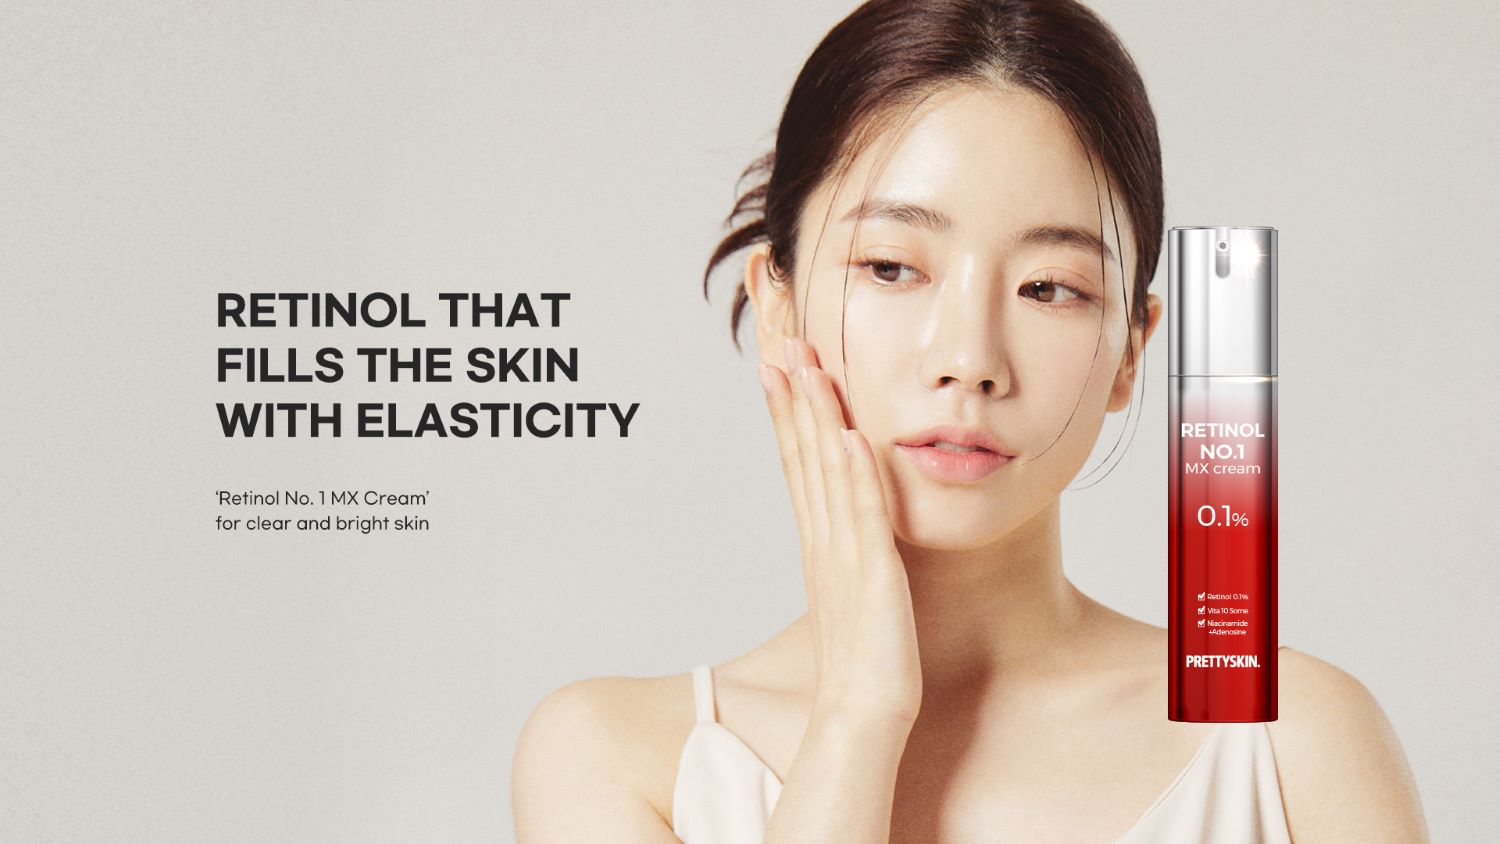 RETINOL THAT
FILLS THE SKIN
WITH ELASTICITY
‘Retinol No. 1 MX Cream’
for clear and bright skin
RETINOL
NO.1
MX cream
0.1%
Retinol 0.1%
Vita 10 Some
Niacinamide
+Adenosine
PRETTYSKIN.